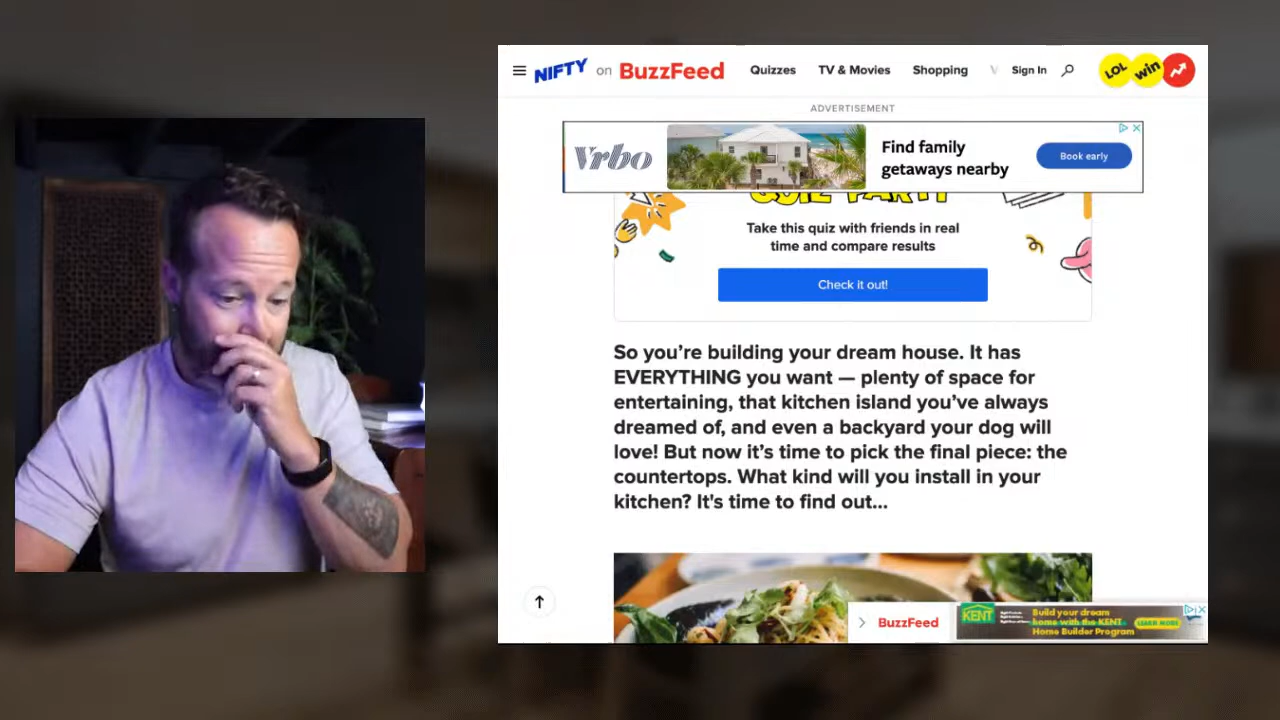 NIFTY on BuzzFeed Quizzes TV & Movies Shopping Sign In LOL win
ADVERTISEMENT
Vrbo
Find family
getaways nearby
Book early
QUIZ PARTY
Take this quiz with friends in real
time and compare results
Check it out!
So you’re building your dream house. It has
EVERYTHING you want — plenty of space for
entertaining, that kitchen island you’ve always
dreamed of, and even a backyard your dog will
love! But now it’s time to pick the final piece: the
countertops. What kind will you install in your
kitchen? It's time to find out...
BuzzFeed
KENT
Build your dream
home with the KENT
Home Builder Program
LEARN MORE